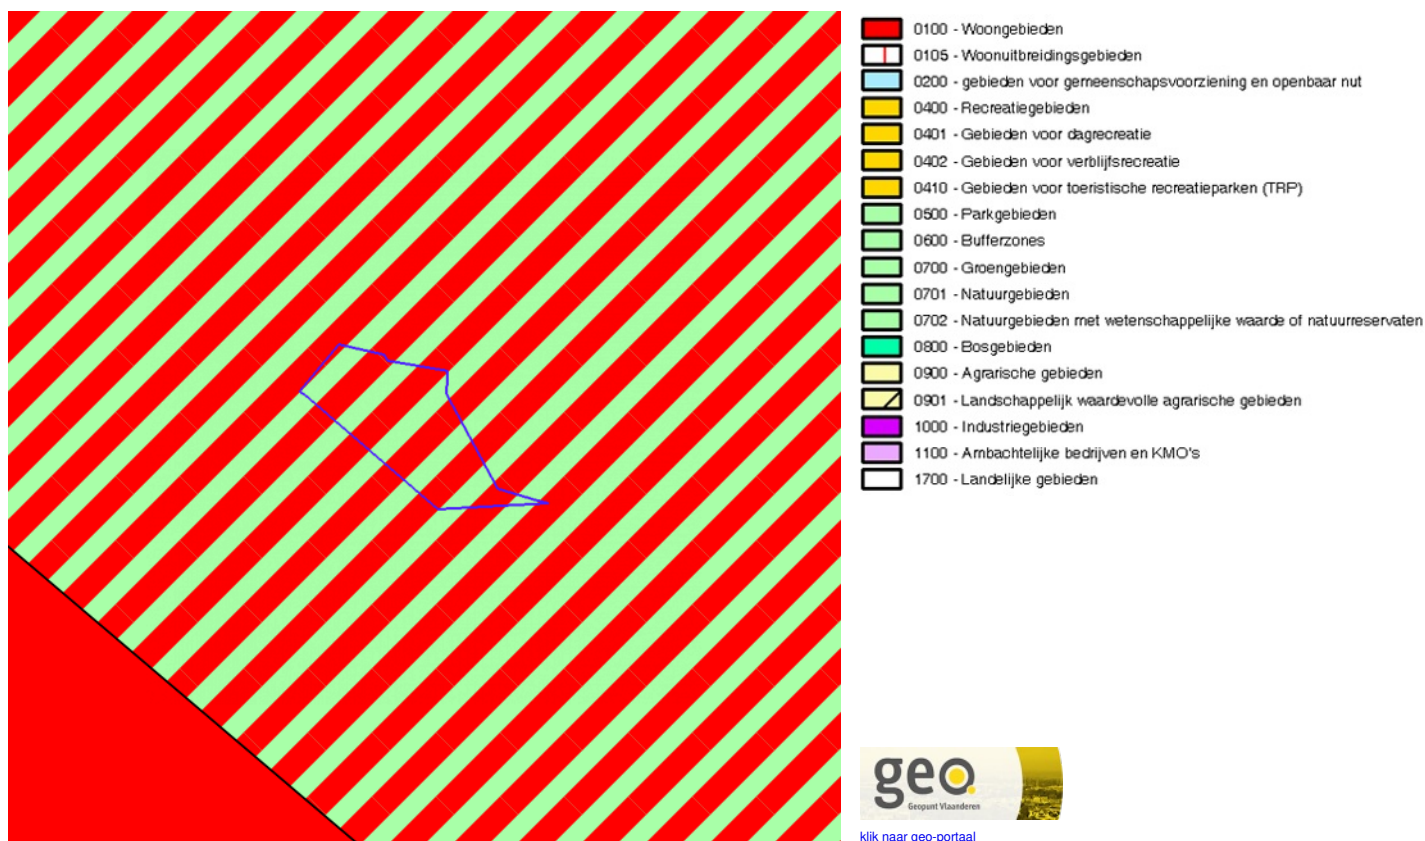 0100 - Woongebieden
0105 - Woonuitbreidingsgebieden
0200 - gebieden voor gemeenschapsvoorziening en openbaar nut
0400 - Recreatiegebieden
0401 - Gebieden voor dagrecreatie
0402 - Gebieden voor verblijfsrecreatie
0410 - Gebieden voor toeristische recreatieparken (TRP)
0500 - Parkgebieden
0600 - Bufferzones
0700 - Groengebieden
0701 - Natuurgebieden
0702 - Natuurgebieden met wetenschappelijke waarde of natuurreservaten
0800 - Bosgebieden
0900 - Agrarische gebieden
0901 - Landschappelijk waardevolle agrarische gebieden
1000 - Industriegebieden
1100 - Ambachtelijke bedrijven en KMO's
1700 - Landelijke gebieden
geo
Geopunt Vlaanderen
klik naar geo-portaal